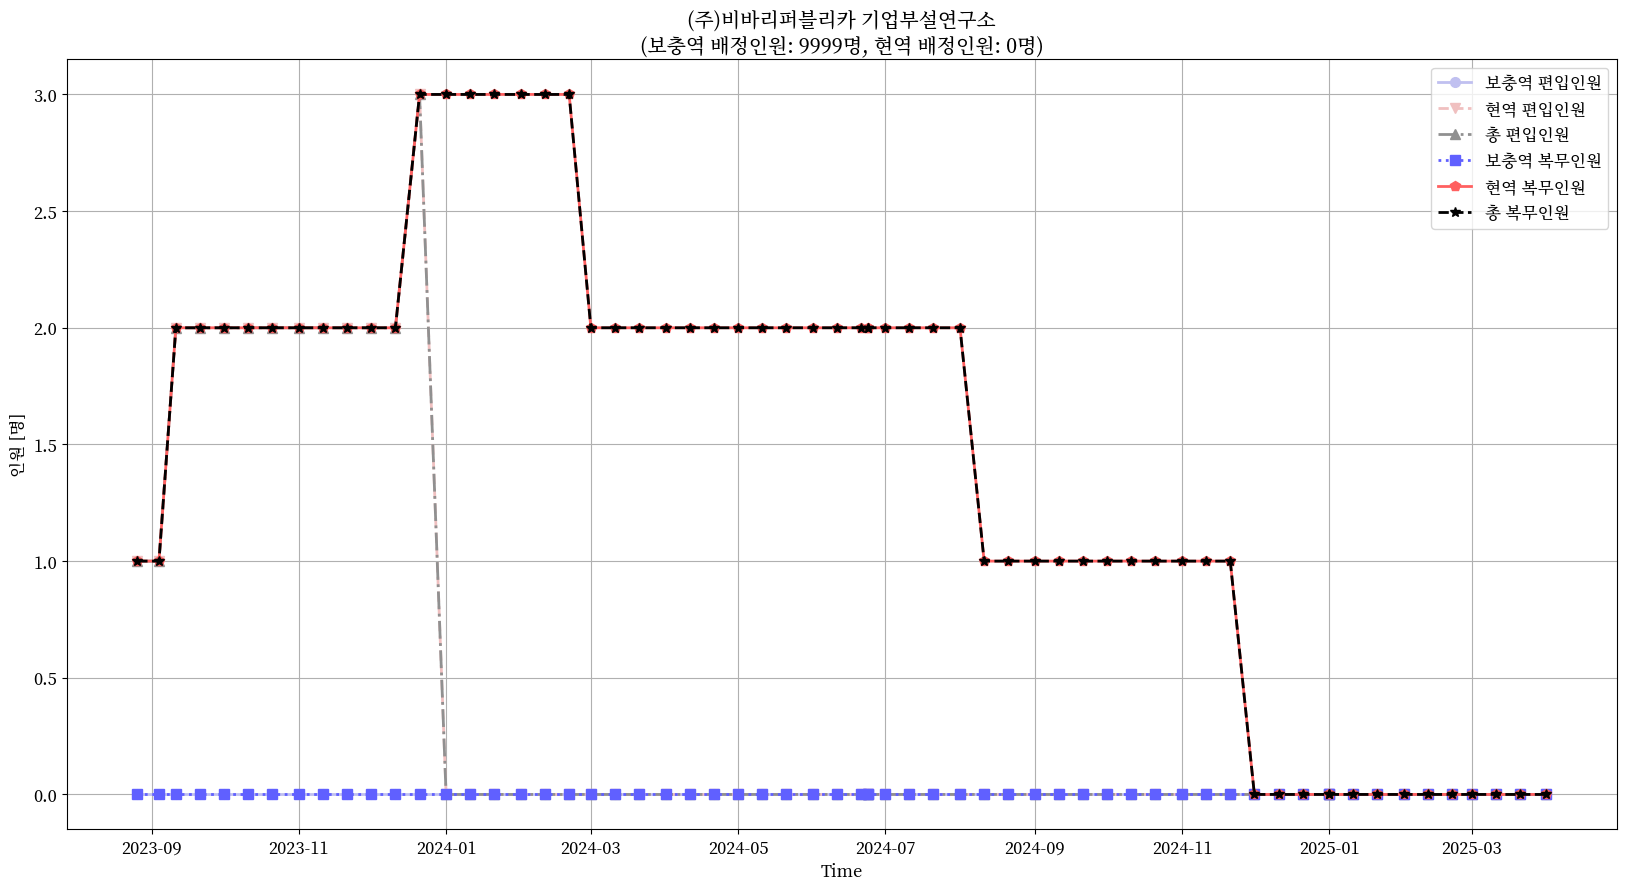 (주)비바리퍼블리카 기업부설연구소
(보충역 배정인원: 9999명, 현역 배정인원: 0명)
보충역 편입인원
현역 편입인원
총 편입인원
보충역 복무인원
현역 복무인원
총 복무인원
인원 [명]
3.0
2.5
2.0
1.5
1.0
0.5
0.0
2023-09
2023-11
2024-01
2024-03
2024-05
2024-07
2024-09
2024-11
2025-01
2025-03
Time